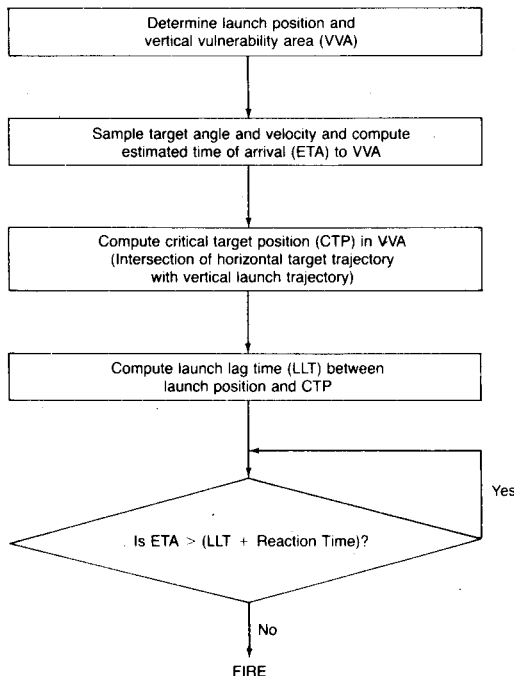 Determine launch position and
vertical vulnerability area (VVA)
Sample target angle and velocity and compute
estimated time of arrival (ETA) to VVA
Compute critical target position (CTP) in VVA
(Intersection of horizontal target trajectory
with vertical launch trajectory)
Compute launch lag time (LLT) between
launch position and CTP
Yes
Is ETA > (LLT + Reaction Time)?
No
FIRE